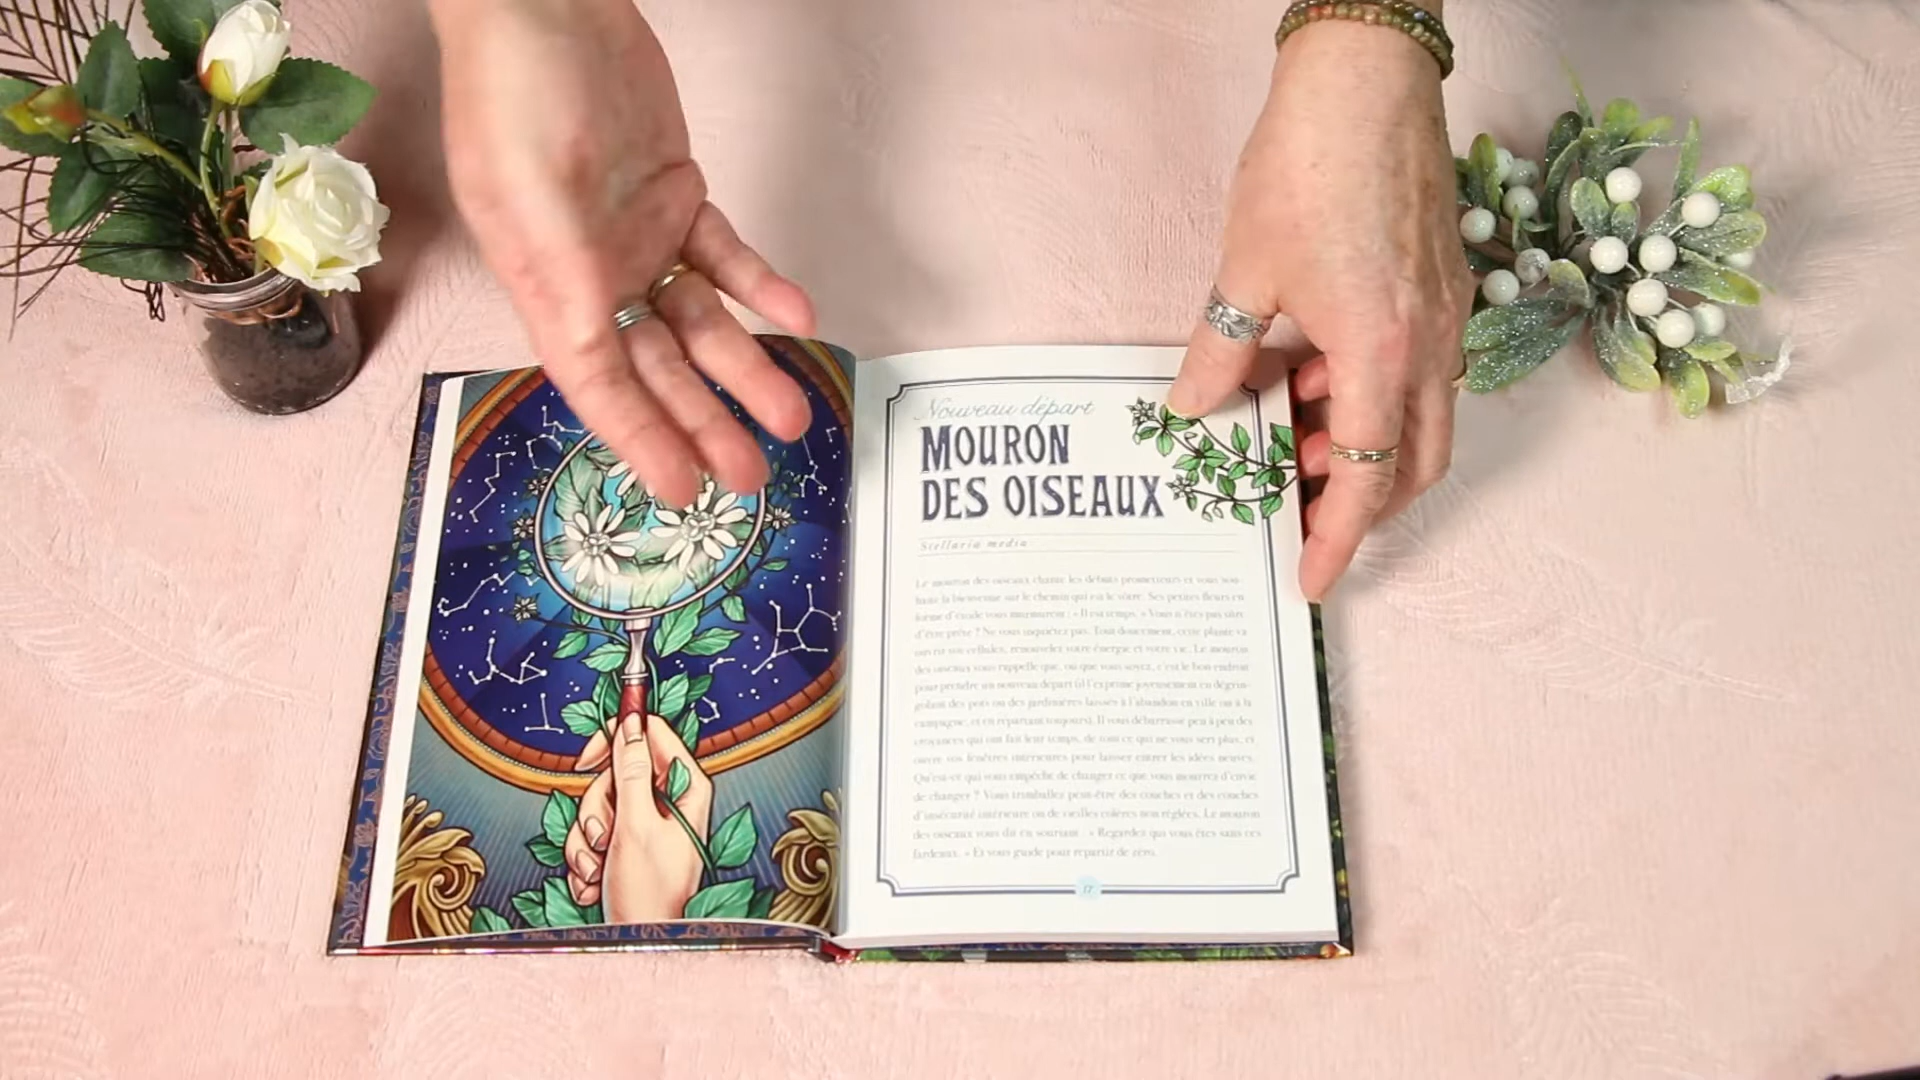 Nouveau départ
MOURON
DES OISEAUX
Stellaria media
Le mouron des oiseaux chante les débuts prometteurs et vous sou-
haite la bienvenue sur le chemin qui est le vôtre. Ses petites fleurs en
forme d'étoile vous murmurent : « Il est temps. » Vous n'êtes pas sûre
d'être prête ? Ne vous inquiétez pas. Tout doucement, cette plante va
ouvrir vos cellules, renouveler votre énergie et votre vie. Le mouron
des oiseaux vous rappelle que, où que vous soyez, c'est le bon endroit
pour prendre un nouveau départ (il l'exprime joyeusement en dégrin-
golant des pots ou des jardinières laissés à l'abandon en ville ou à la
campagne, et en repartant toujours). Il vous débarrasse peu à peu des
croyances qui ont fait leur temps, de tout ce qui ne vous sert plus, et
ouvre vos fenêtres intérieures pour laisser entrer les idées neuves.
Qu'est-ce qui vous empêche de changer ce que vous mourrez d'envie
de changer ? Vous trimballez peut-être des couches et des couches
d'insécurité intérieure ou de vieilles colères non réglées. Le mouron
des oiseaux vous dit en souriant : « Regardez qui vous êtes sans ces
fardeaux. » Et vous guide pour repartir de zéro.
17